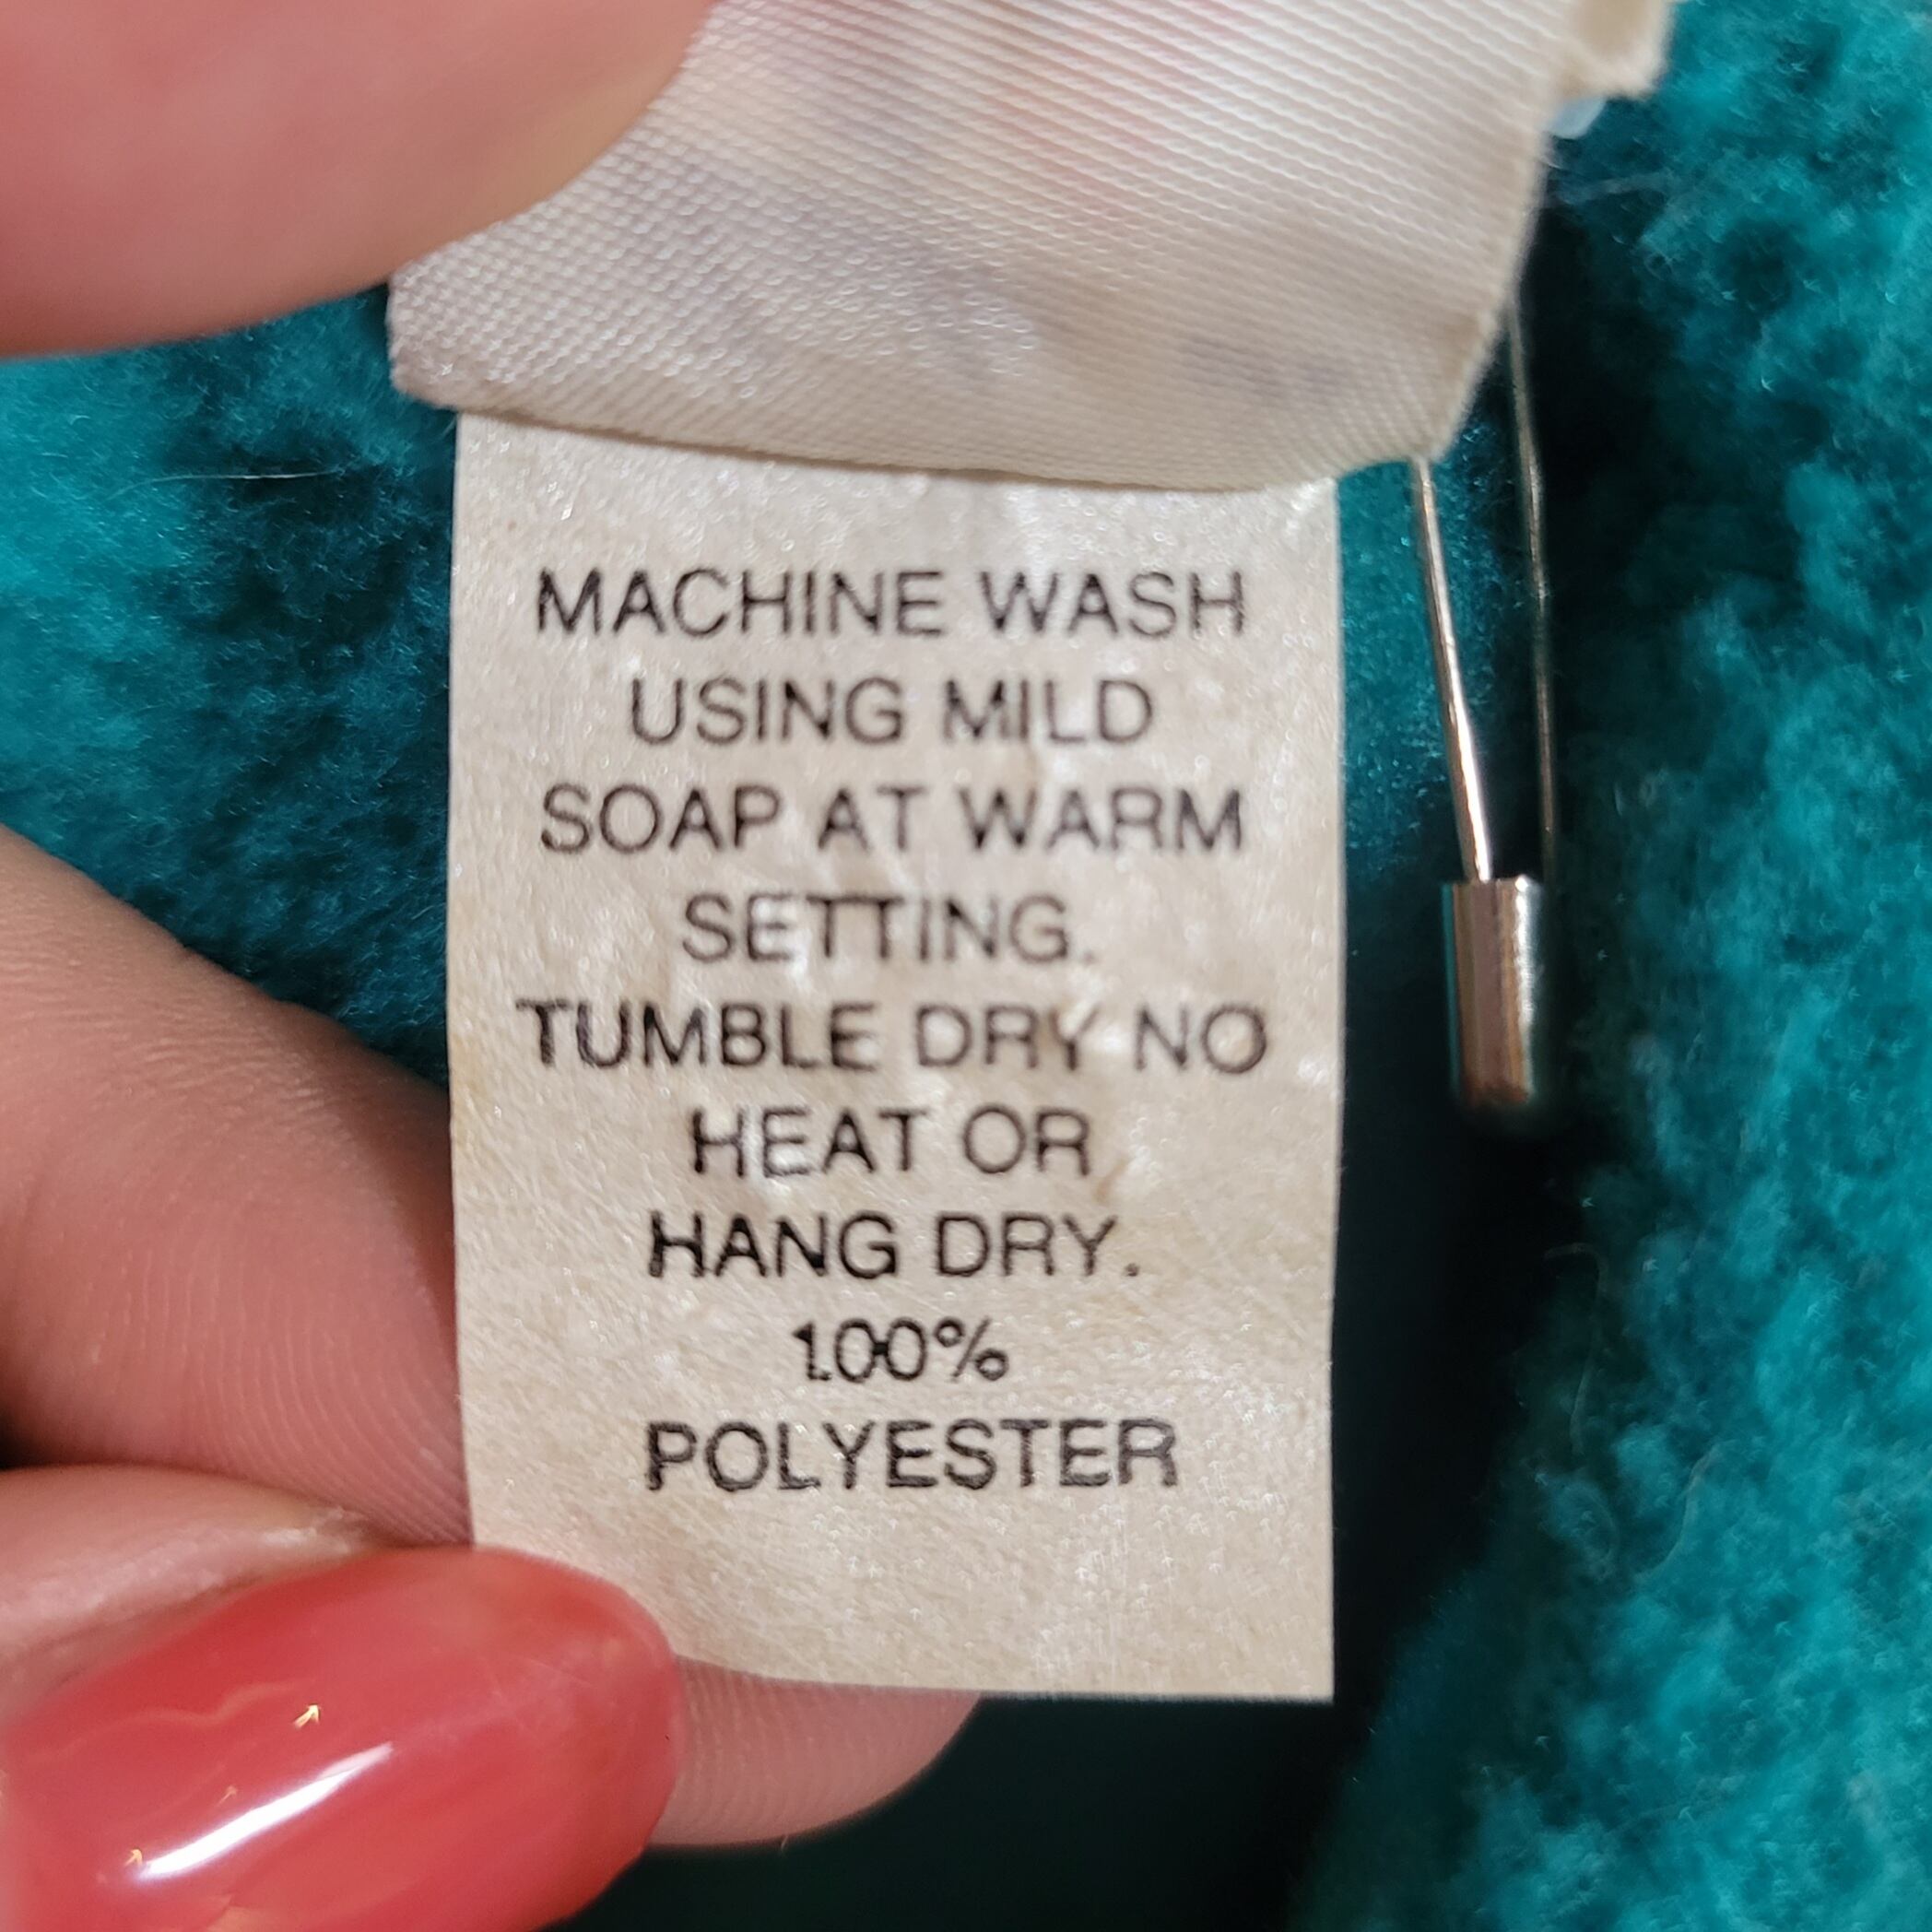 MACHINE WASH
USING MILD
SOAP AT WARM
SETTING.
TUMBLE DRY NO
HEAT OR
HANG DRY.
100%
POLYESTER